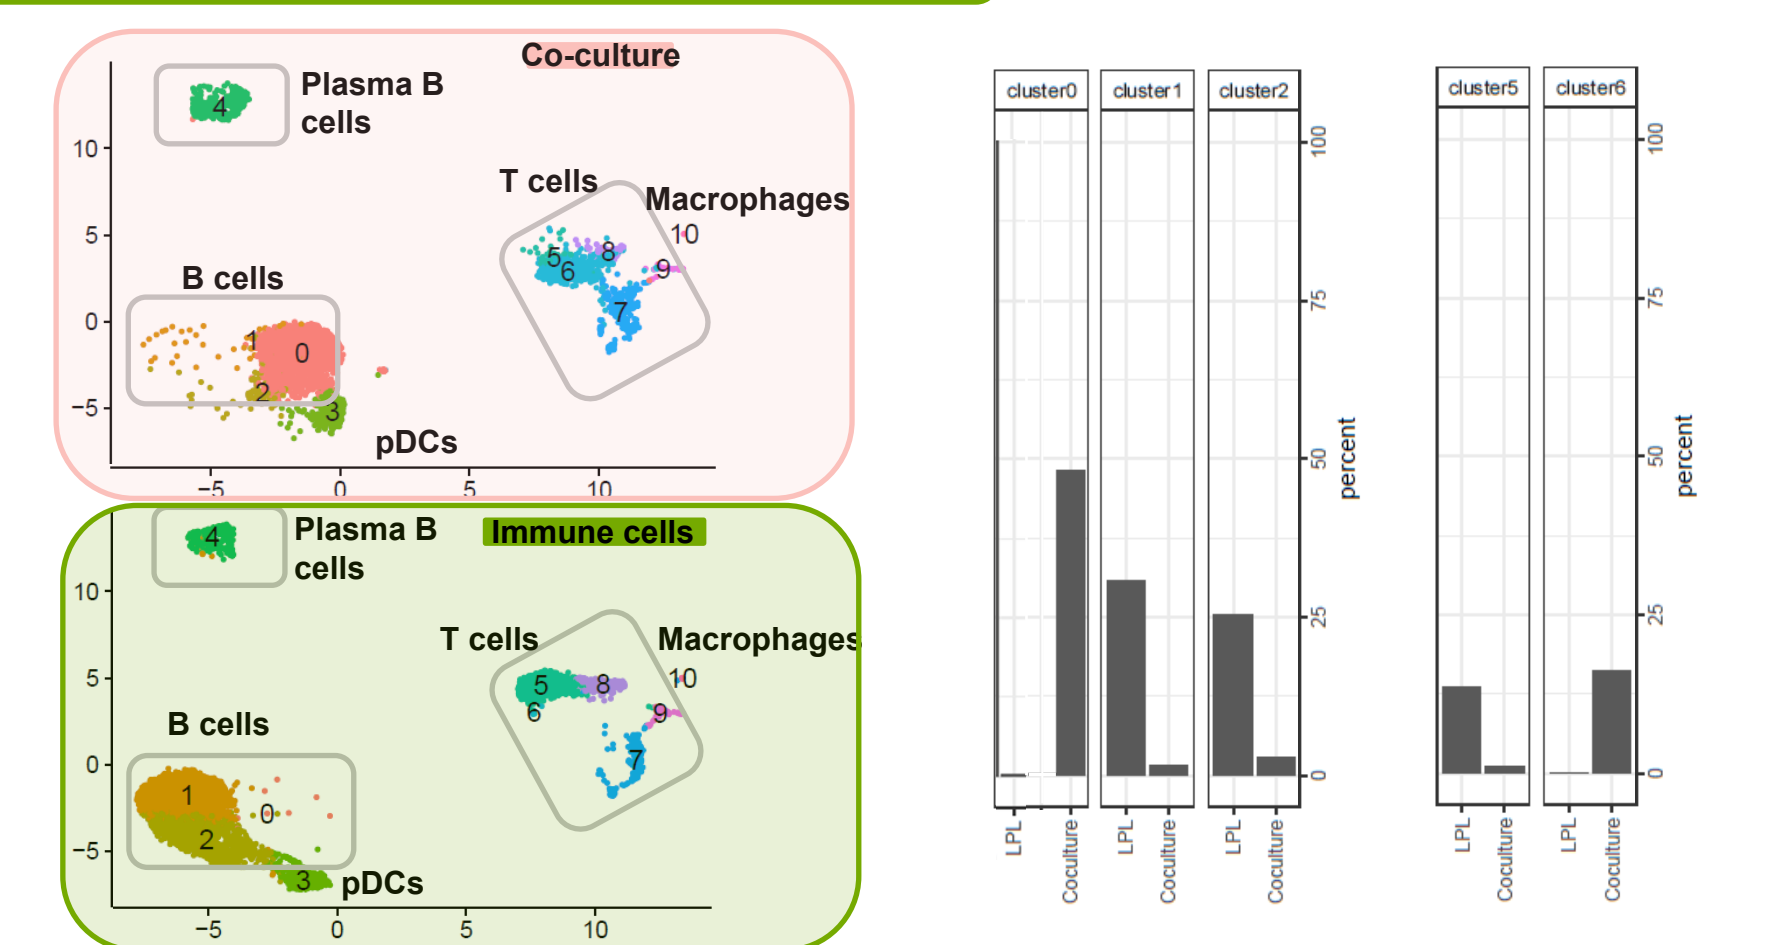 Co-culture
Plasma B
cells
4
10
T cells
Macrophages
10
5
5
8
6
9
B cells
7
0
1
0
2
3
−5
pDCs
−5
0
5
10
Plasma B
cells
4
Immune cells
10
T cells
Macrophages
5
5
8
10
6
9
B cells
7
0
1
0
2
−5
3
pDCs
−5
0
5
10
cluster0
cluster1
cluster2
100
75
50
25
0
percent
LPL
Coculture
LPL
Coculture
LPL
Coculture
cluster5
cluster6
100
75
50
25
0
percent
LPL
Coculture
LPL
Coculture